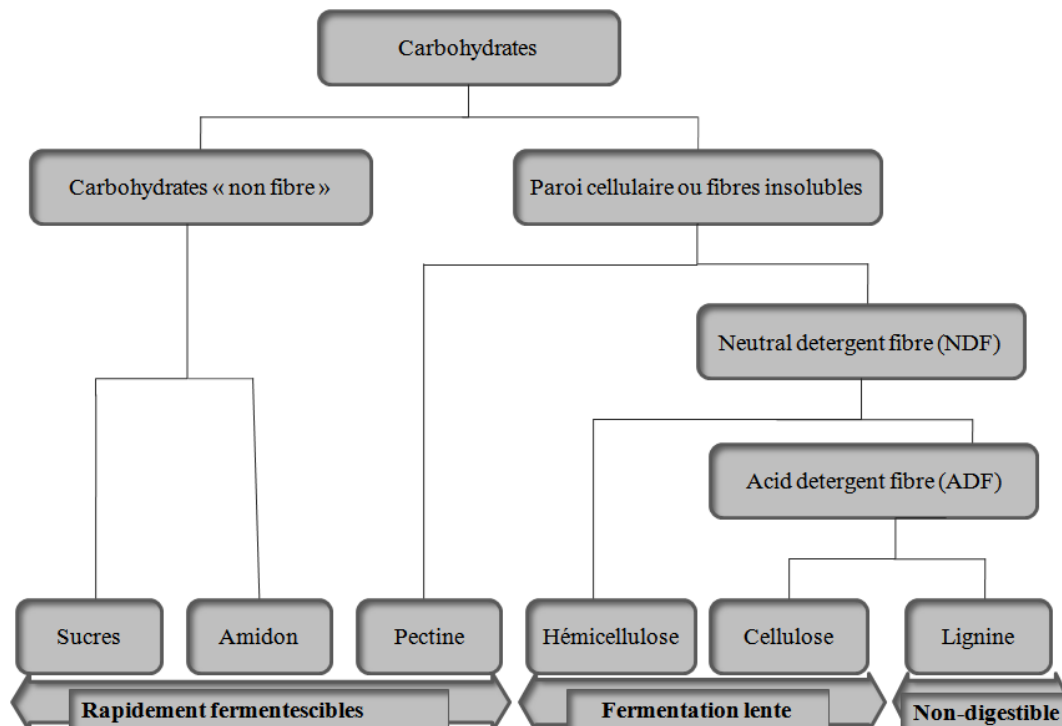 Carbohydrates
Carbohydrates « non fibre »
Paroi cellulaire ou fibres insolubles
Neutral detergent fibre (NDF)
Acid detergent fibre (ADF)
Sucres
Amidon
Pectine
Hémicellulose
Cellulose
Lignine
Rapidement fermentescibles
Fermentation lente
Non-digestible